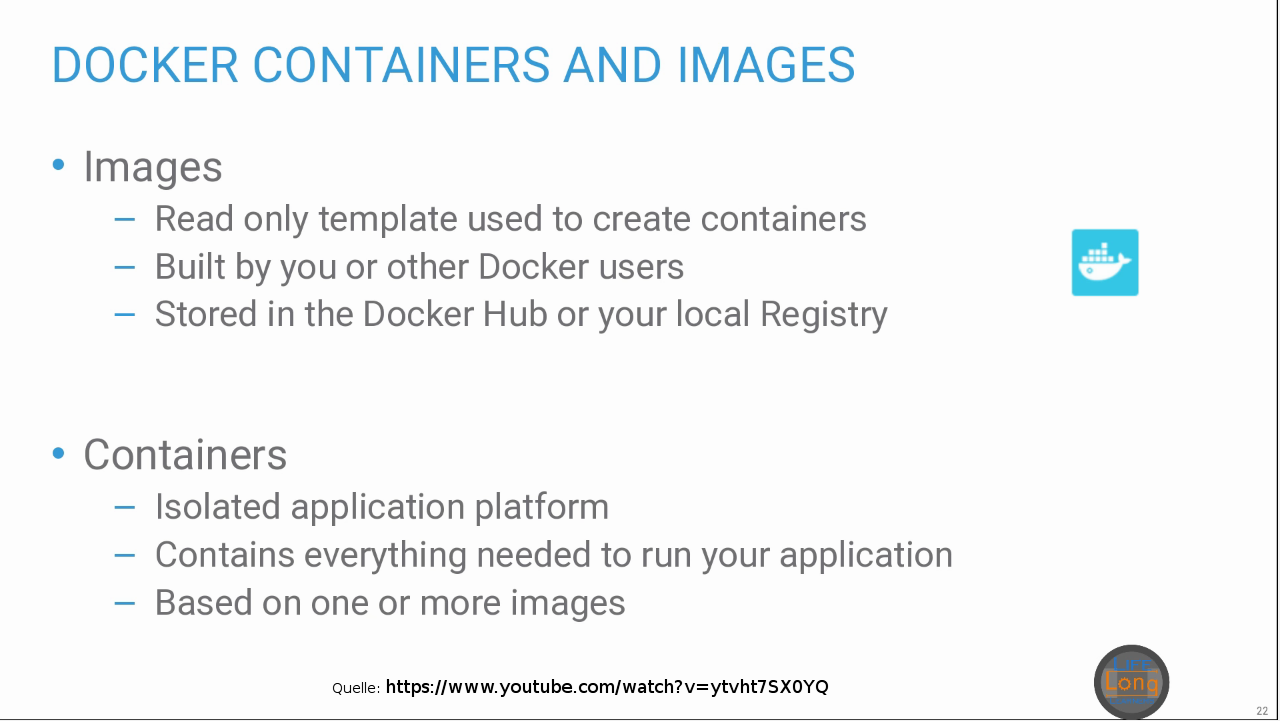 DOCKER CONTAINERS AND IMAGES
• Images
– Read only template used to create containers
– Built by you or other Docker users
– Stored in the Docker Hub or your local Registry
• Containers
– Isolated application platform
– Contains everything needed to run your application
– Based on one or more images
Quelle: https://www.youtube.com/watch?v=ytvht7SX0YQ
Long
22